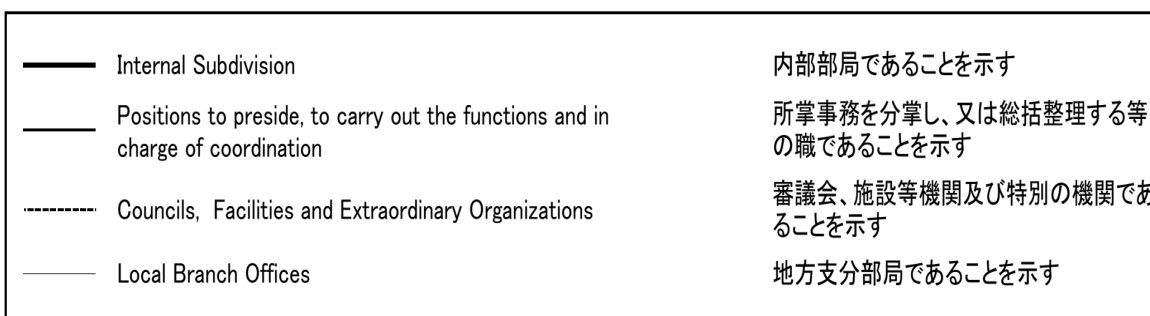 Internal Subdivision
内部部局であることを示す
Positions to preside, to carry out the functions and in
charge of coordination
所掌事務を分掌し、又は総括整理する等
の職であることを示す
Councils, Facilities and Extraordinary Organizations
審議会、施設等機関及び特別の機関であ
ることを示す
Local Branch Offices
地方支分部局であることを示す